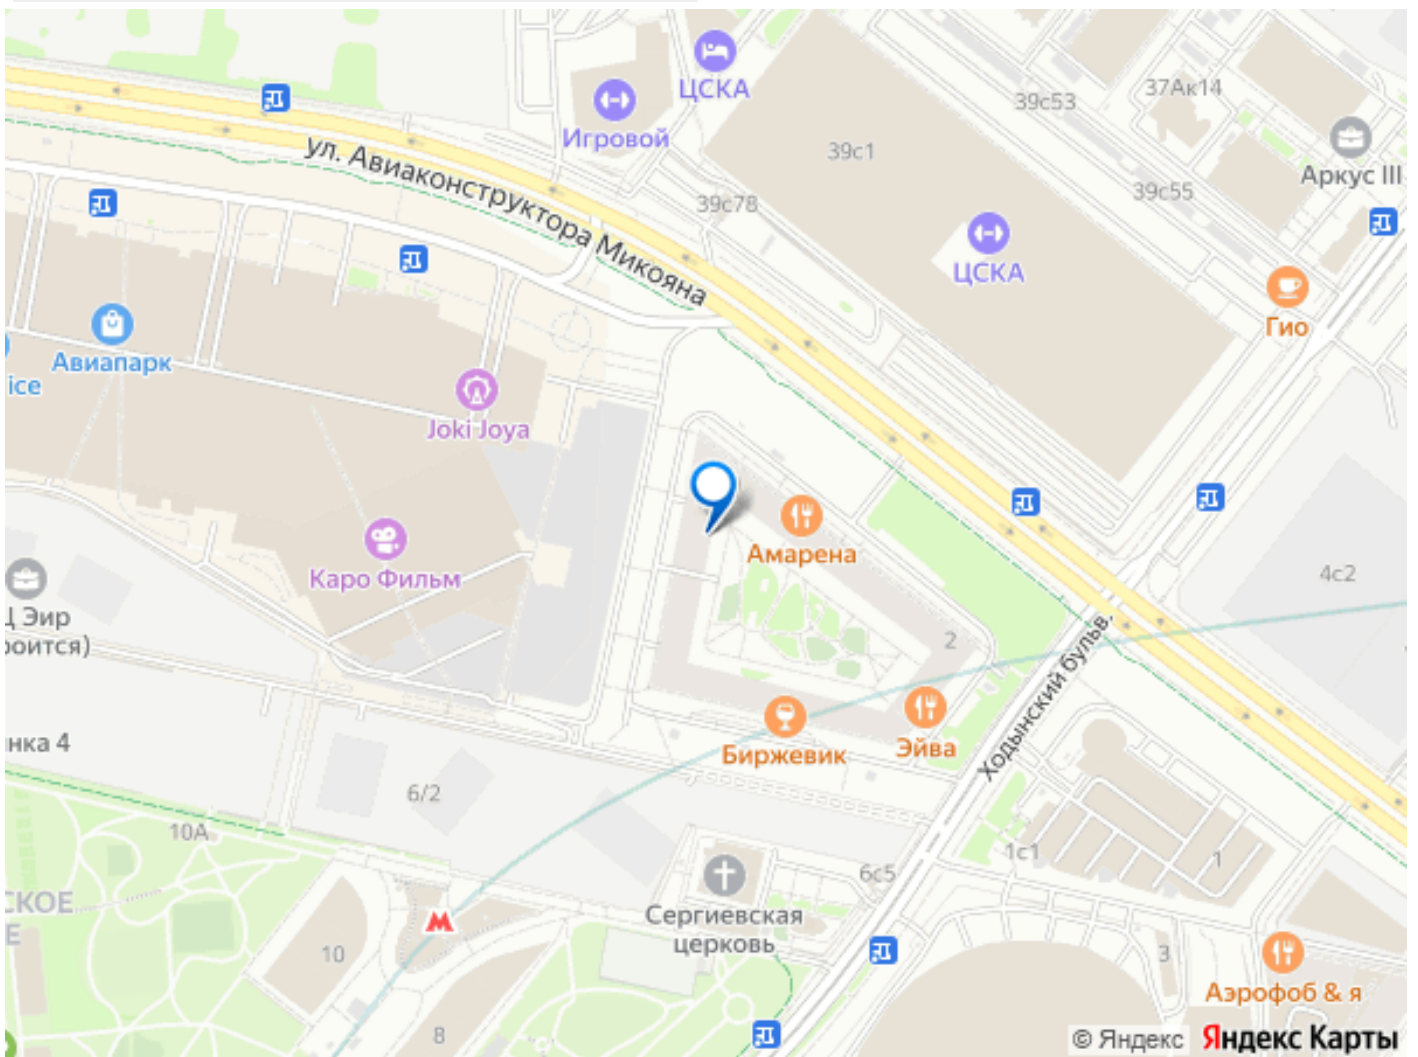 ЦСКА
37Ак14
39с53
Игровой
39с1
Аркус III
ул. Авиаконструктора Микояна
39с78
39с55
ЦСКА
Гио
Авиапарк
ice
Joki Joya
Амарена
Каро Фильм
4с2
Ц Эир
роится)
2
Ходынский бульв.
Биржевик
Эйва
нка 4
6/2
10А
1с1
1
6с5
СКОЕ
Е
Сергиевская
церковь
10
3
8
Аэрофоб & я
© Яндекс Яндекс Карты